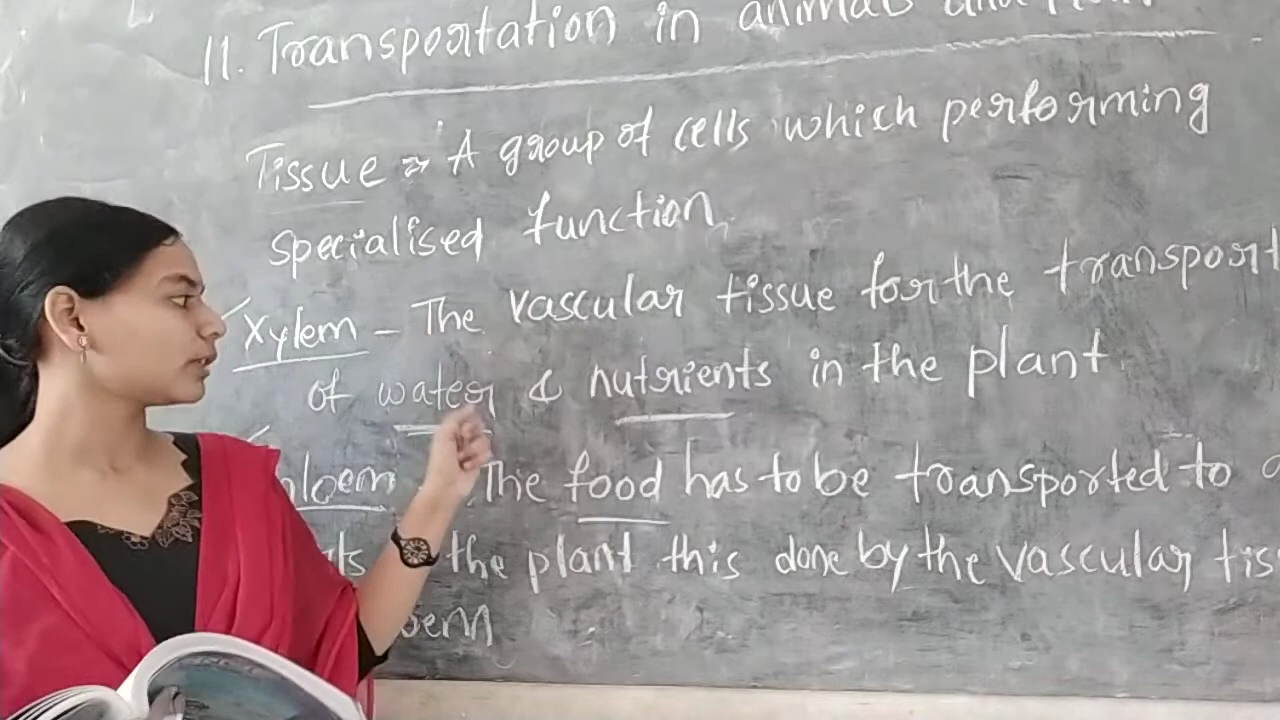 11. Transportation in animals and
Tissue => A group of cells which performing
specialised function.
Xylem - The vascular tissue for the transport
of water & nutrients in the plant
The food has to be transported to
the plant this done by the vascular